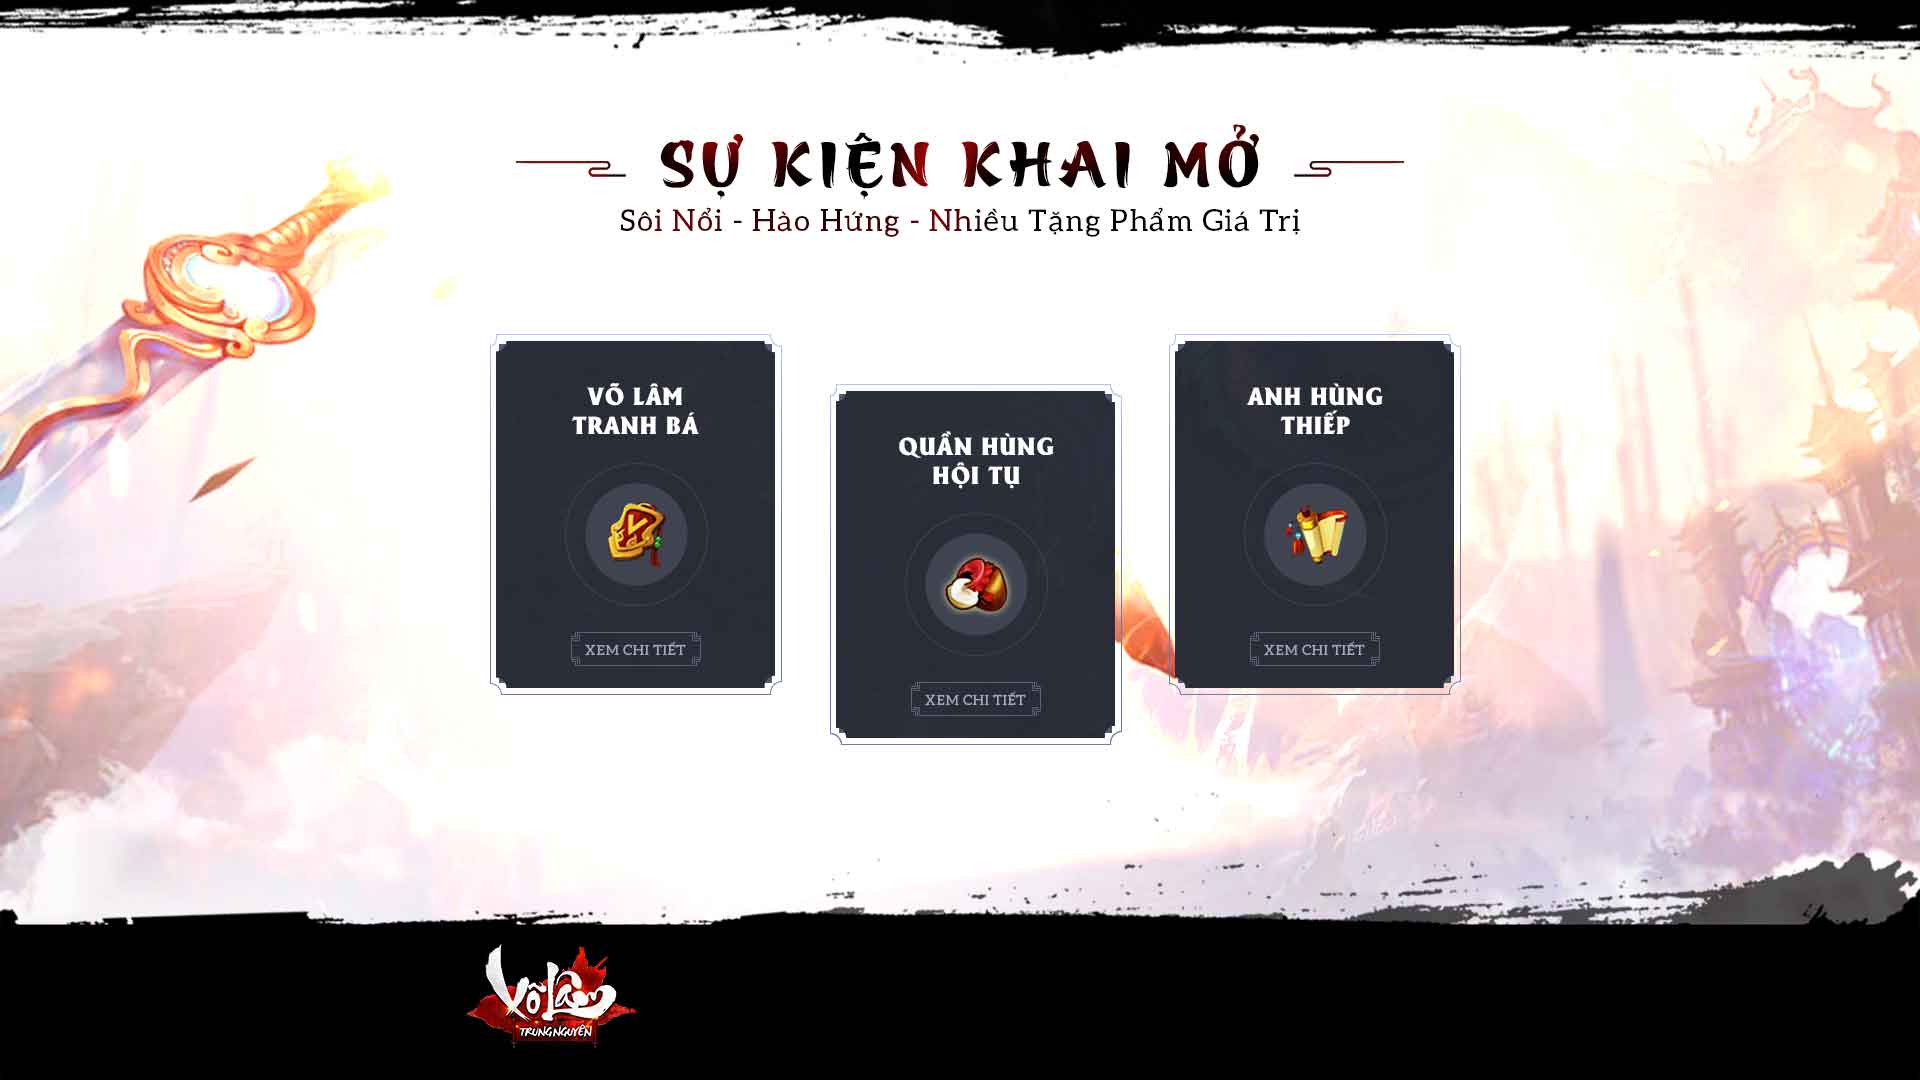 SỰ KIỆN KHAI MỞ
Sôi Nổi - Hào Hứng - Nhiều Tặng Phẩm Giá Trị
VÕ LÂM
TRANH BÁ
XEM CHI TIẾT
QUẦN HÙNG
HỘI TỤ
XEM CHI TIẾT
ANH HÙNG
THIẾP
XEM CHI TIẾT
Võ Lâm
TRUNG NGUYÊN